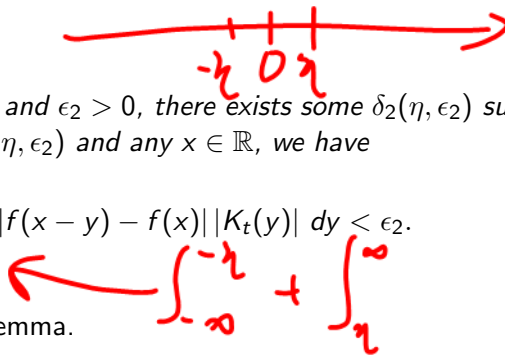 -η 0 η
and ϵ₂ > 0, there exists some δ₂(η, ϵ₂) su
η, ϵ₂) and any x ∈ ℝ, we have
|f(x − y) − f(x)| |K_t(y)| dy < ϵ₂.
∫_{-∞}^{-η} + ∫_{η}^{∞}
emma.